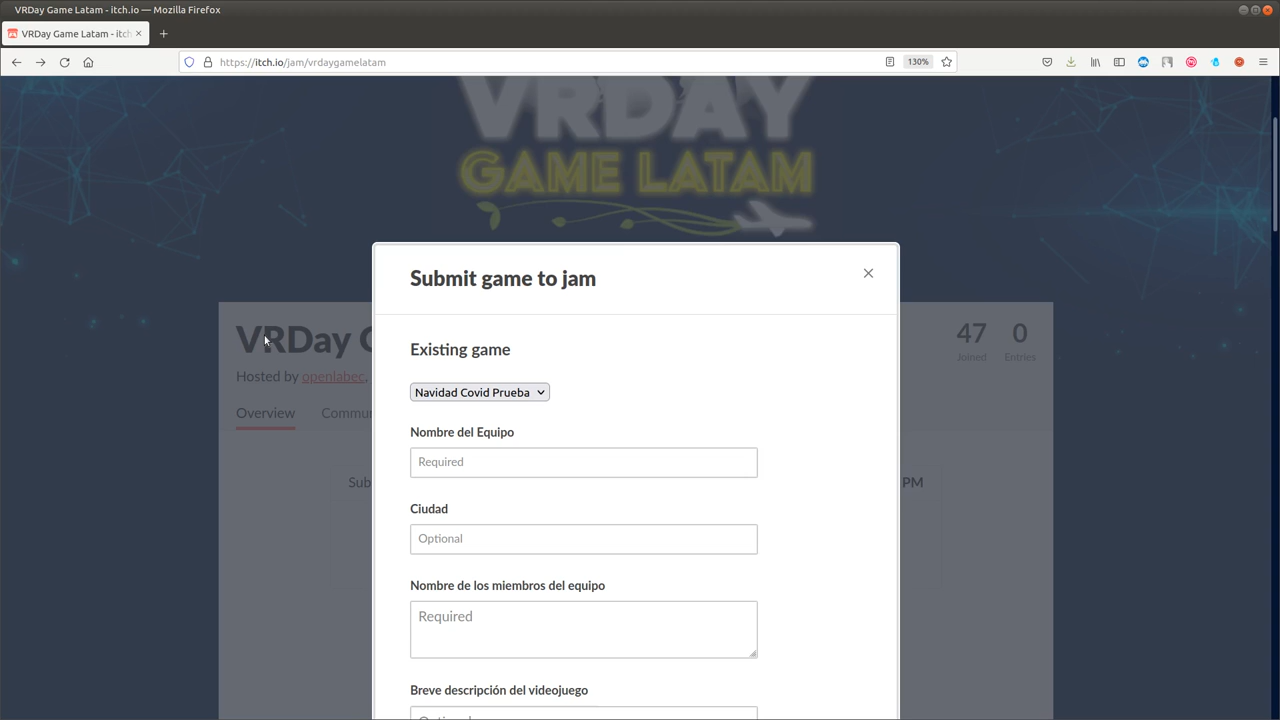 VRDay Game Latam - itch.io — Mozilla Firefox
VRDay Game Latam - itch
https://itch.io/jam/vrdaygamelatam
130%
VRDAY
GAME LATAM
Submit game to jam
VRDay G
47
0
Joined
Entries
Hosted by openlabec,
Overview
Commu
Sub
PM
Existing game
Navidad Covid Prueba
Nombre del Equipo
Required
Ciudad
Optional
Nombre de los miembros del equipo
Required
Breve descripción del videojuego
Optional